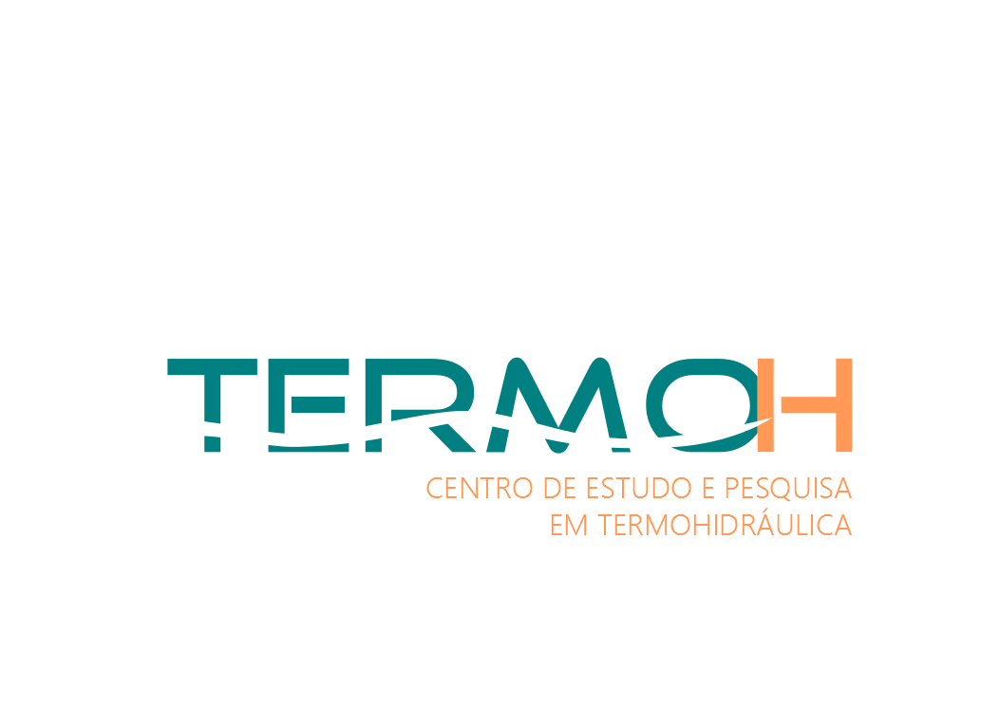 TERMOH
CENTRO DE ESTUDO E PESQUISA
EM TERMOHIDRÁULICA